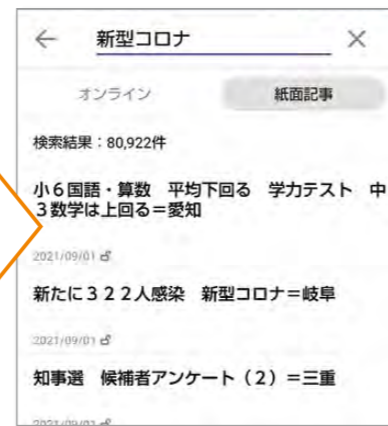 新型コロナ
オンライン
紙面記事
検索結果：80,922件
小６国語・算数　平均下回る　学力テスト　中
３数学は上回る＝愛知
2021/09/01
新たに３２２人感染　新型コロナ＝岐阜
2021/09/01
知事選　候補者アンケート（２）＝三重
2021/09/01